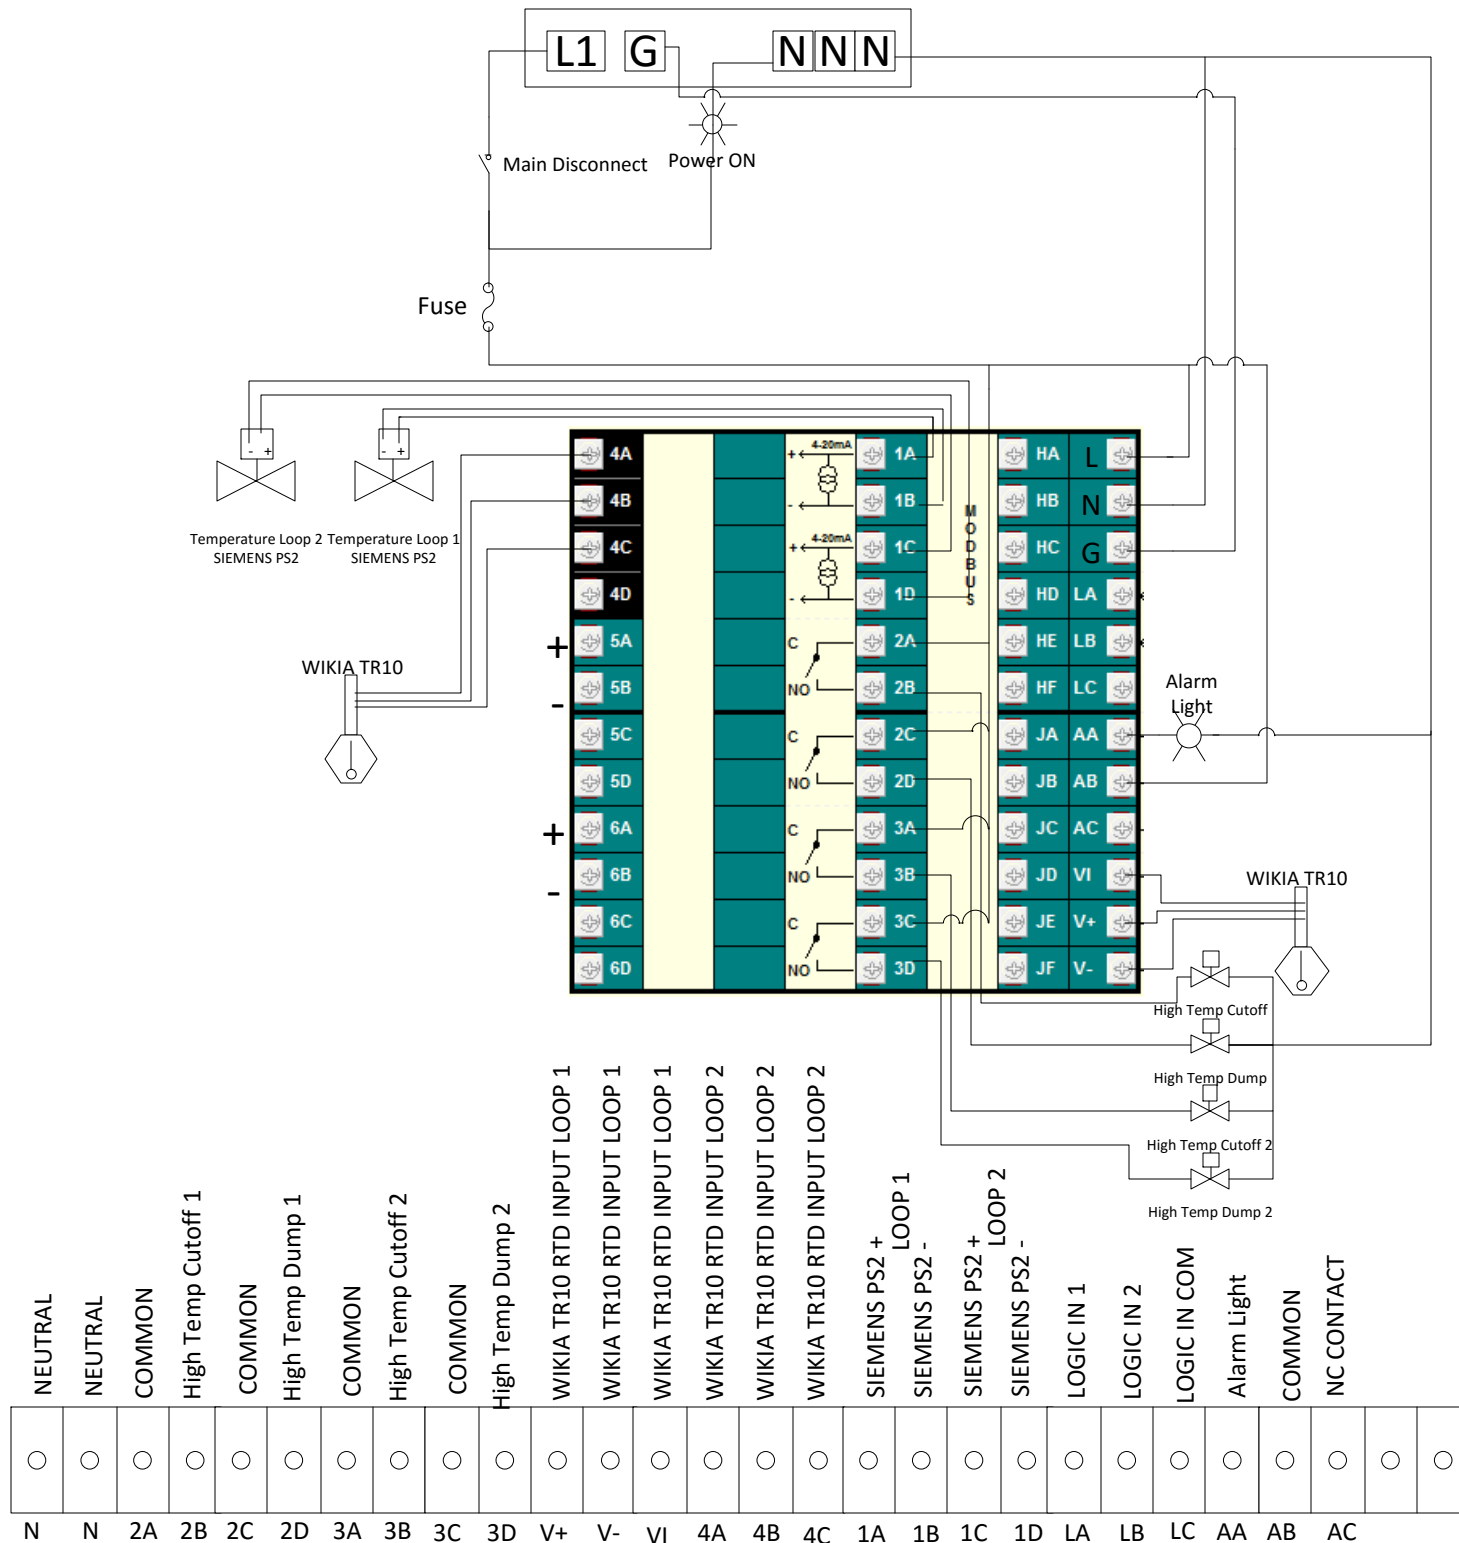 L1 G N N N
Main Disconnect
Power ON
Fuse
- +
- +
Temperature Loop 2
SIEMENS PS2
Temperature Loop 1
SIEMENS PS2
WIKIA TR10
+
-
+
-
4A
4B
4C
4D
5A
5B
5C
5D
6A
6B
6C
6D
+ 4-20mA
-
+ 4-20mA
-
C
NO
C
NO
C
NO
C
NO
1A
1B
1C
1D
2A
2B
2C
2D
3A
3B
3C
3D
MODBUS
HA L
HB N
HC G
HD LA
HE LB
HF LC
JA AA
JB AB
JC AC
JD VI
JE V+
JF V-
Alarm
Light
WIKIA TR10
High Temp Cutoff
High Temp Dump
High Temp Cutoff 2
High Temp Dump 2
NEUTRAL
NEUTRAL
COMMON
High Temp Cutoff 1
COMMON
High Temp Dump 1
COMMON
High Temp Cutoff 2
COMMON
High Temp Dump 2
WIKIA TR10 RTD INPUT LOOP 1
WIKIA TR10 RTD INPUT LOOP 1
WIKIA TR10 RTD INPUT LOOP 1
WIKIA TR10 RTD INPUT LOOP 2
WIKIA TR10 RTD INPUT LOOP 2
WIKIA TR10 RTD INPUT LOOP 2
SIEMENS PS2 +
LOOP 1
SIEMENS PS2 -
SIEMENS PS2 +
LOOP 2
SIEMENS PS2 -
LOGIC IN 1
LOGIC IN 2
LOGIC IN COM
Alarm Light
COMMON
NC CONTACT
N N 2A 2B 2C 2D 3A 3B 3C 3D V+ V- VI 4A 4B 4C 1A 1B 1C 1D LA LB LC AA AB AC